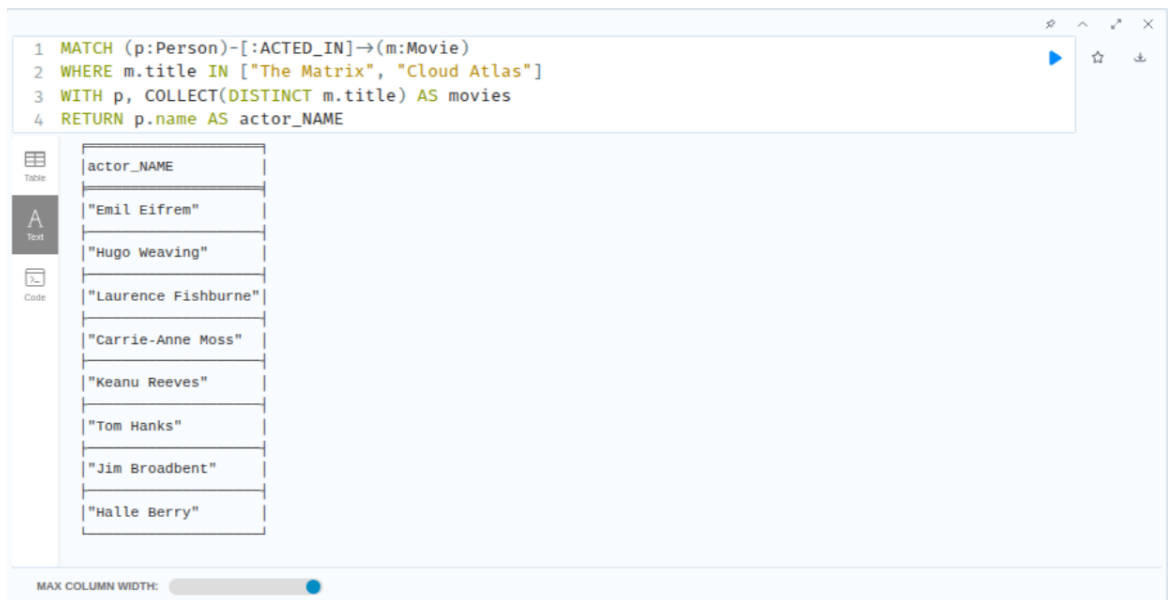 1 MATCH (p:Person)-[:ACTED_IN]→(m:Movie)
2 WHERE m.title IN ["The Matrix", "Cloud Atlas"]
3 WITH p, COLLECT(DISTINCT m.title) AS movies
4 RETURN p.name AS actor_NAME
Table
Text
Code
actor_NAME
"Emil Eifrem"
"Hugo Weaving"
"Laurence Fishburne"
"Carrie-Anne Moss"
"Keanu Reeves"
"Tom Hanks"
"Jim Broadbent"
"Halle Berry"
MAX COLUMN WIDTH: